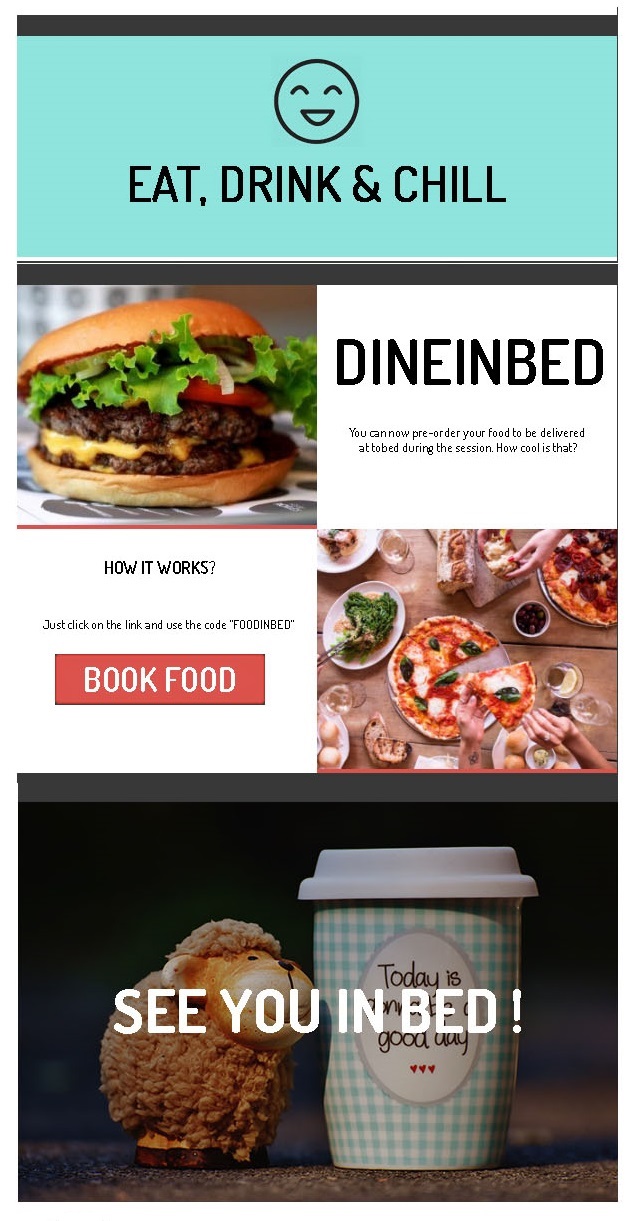 EAT, DRINK & CHILL
DINEINBED
You can now pre-order your food to be delivered
at tobed during the session. How cool is that?
HOW IT WORKS?
Just click on the link and use the code "FOODINBED"
BOOK FOOD
Today is
SEE YOU IN BED !
good day